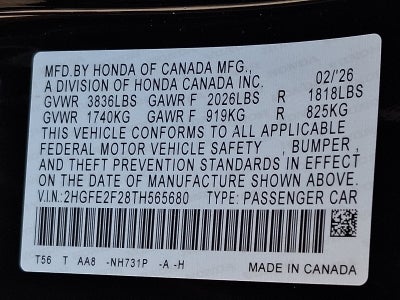 MFD.BY HONDA OF CANADA MFG.,
A DIVISION OF HONDA CANADA INC. 02/'26
GVWR 3836LBS GAWR F 2026LBS R 1818LBS
GVWR 1740KG GAWR F 919KG R 825KG
THIS VEHICLE CONFORMS TO ALL APPLICABLE
FEDERAL MOTOR VEHICLE SAFETY , BUMPER ,
AND THEFT PREVENTION STANDARDS IN EFFECT
ON THE DATE OF MANUFACTURE SHOWN ABOVE.
V.I.N.:2HGFE2F28TH565680 TYPE: PASSENGER CAR
T56 T AA8 -NH731P -A -H MADE IN CANADA